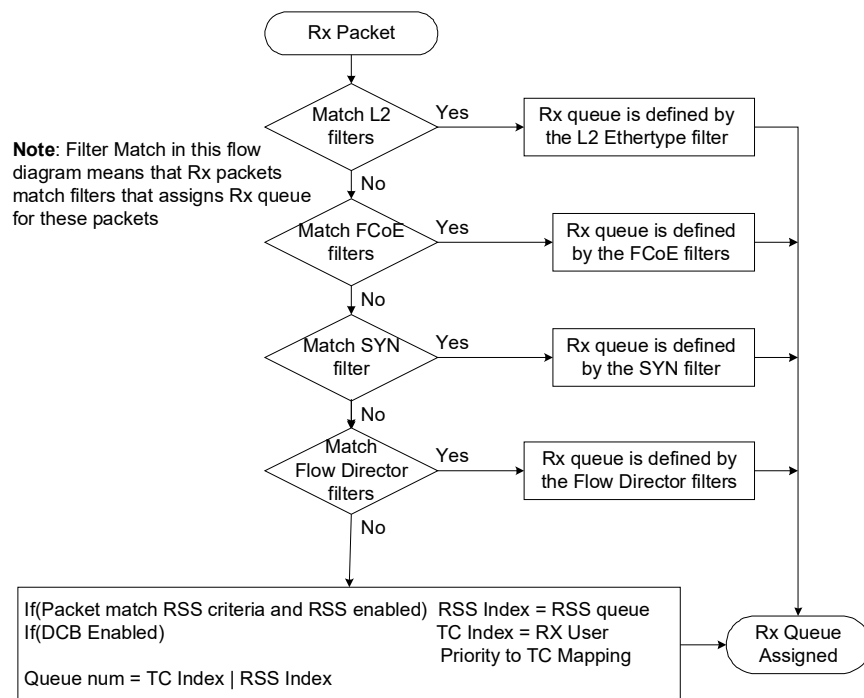 Rx Packet
Match L2
filters
Yes
Rx queue is defined by
the L2 Ethertype filter
Note: Filter Match in this flow
diagram means that Rx packets
match filters that assigns Rx queue
for these packets
No
Match FCoE
filters
Yes
Rx queue is defined
by the FCoE filters
No
Match SYN
filter
Yes
Rx queue is defined
by the SYN filter
No
Match
Flow Director
filters
Yes
Rx queue is defined by
the Flow Director filters
No
If(Packet match RSS criteria and RSS enabled) RSS Index = RSS queue
If(DCB Enabled) TC Index = RX User
Priority to TC Mapping
Queue num = TC Index | RSS Index
Rx Queue
Assigned